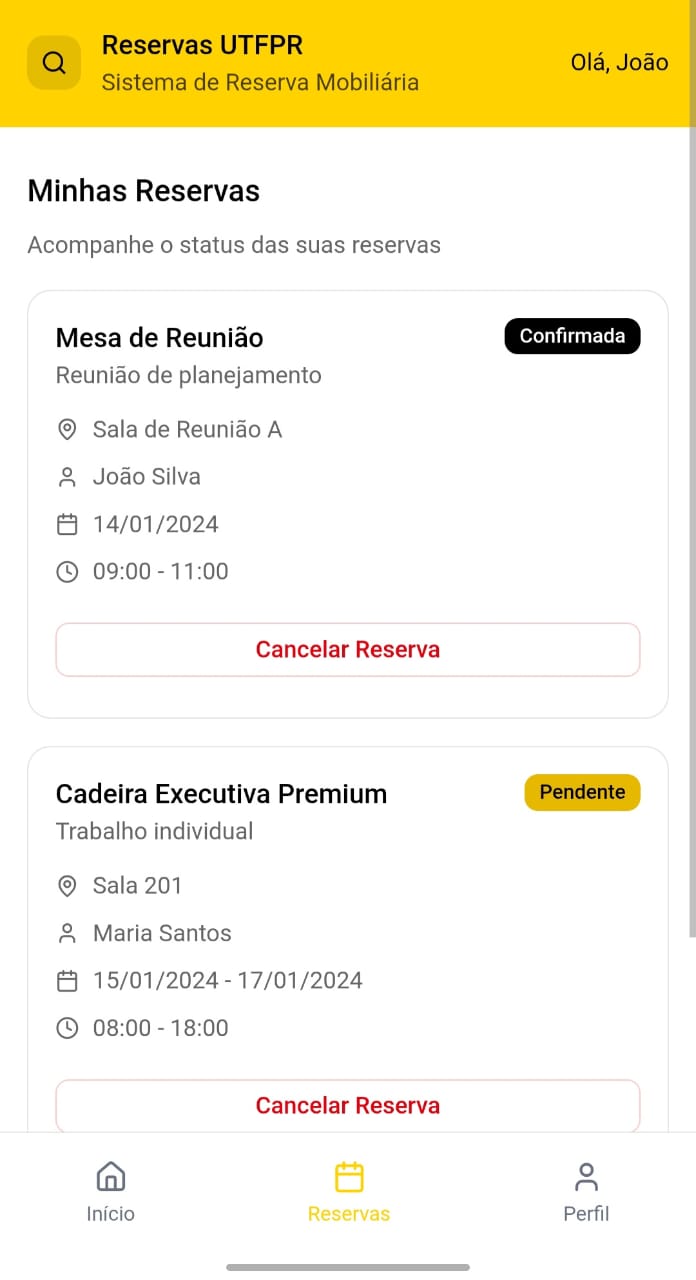 Reservas UTFPR
Sistema de Reserva Mobiliária
Olá, João
Minhas Reservas
Acompanhe o status das suas reservas
Mesa de Reunião
Confirmada
Reunião de planejamento
Sala de Reunião A
João Silva
14/01/2024
09:00 - 11:00
Cancelar Reserva
Cadeira Executiva Premium
Pendente
Trabalho individual
Sala 201
Maria Santos
15/01/2024 - 17/01/2024
08:00 - 18:00
Cancelar Reserva
Início
Reservas
Perfil